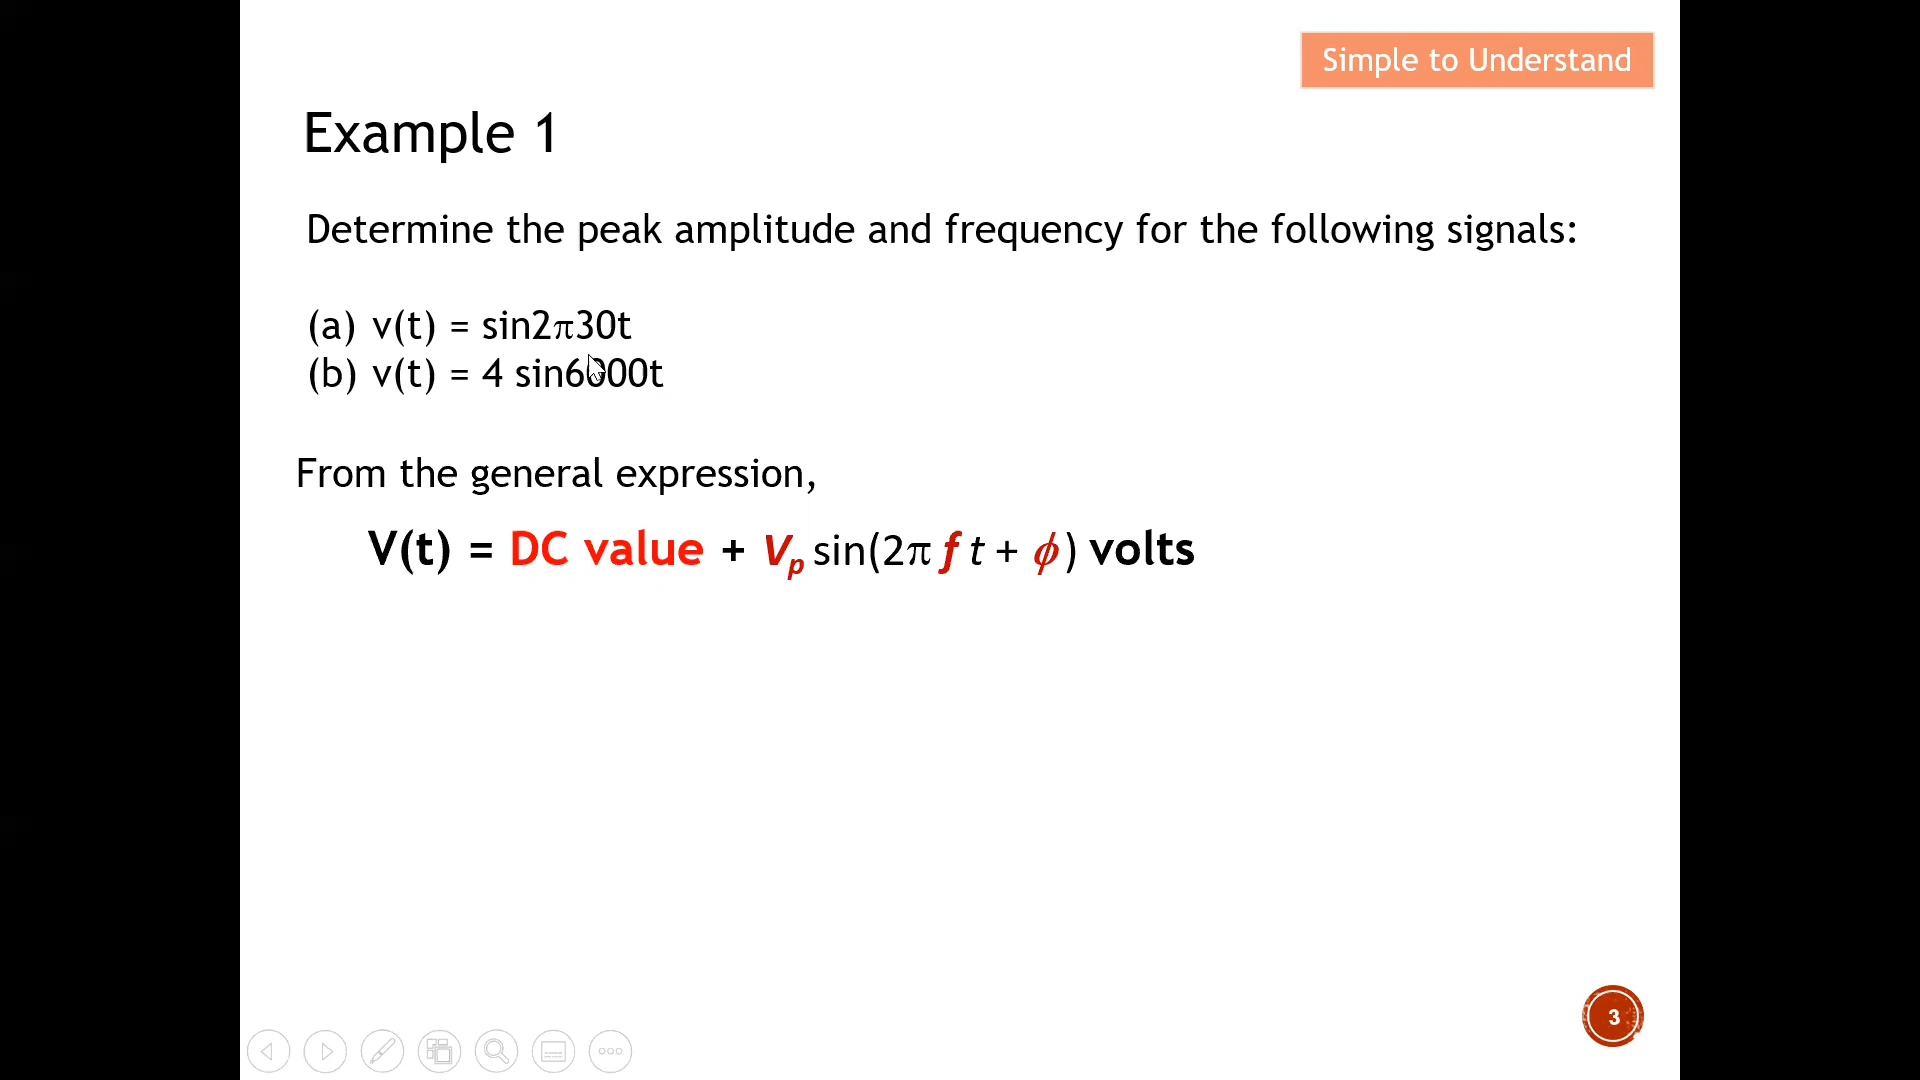 Simple to Understand
Example 1
Determine the peak amplitude and frequency for the following signals:
(a) v(t) = sin2π30t
(b) v(t) = 4 sin6000t
From the general expression,
V(t) = DC value + Vₚ sin(2π f t + ϕ) volts
3